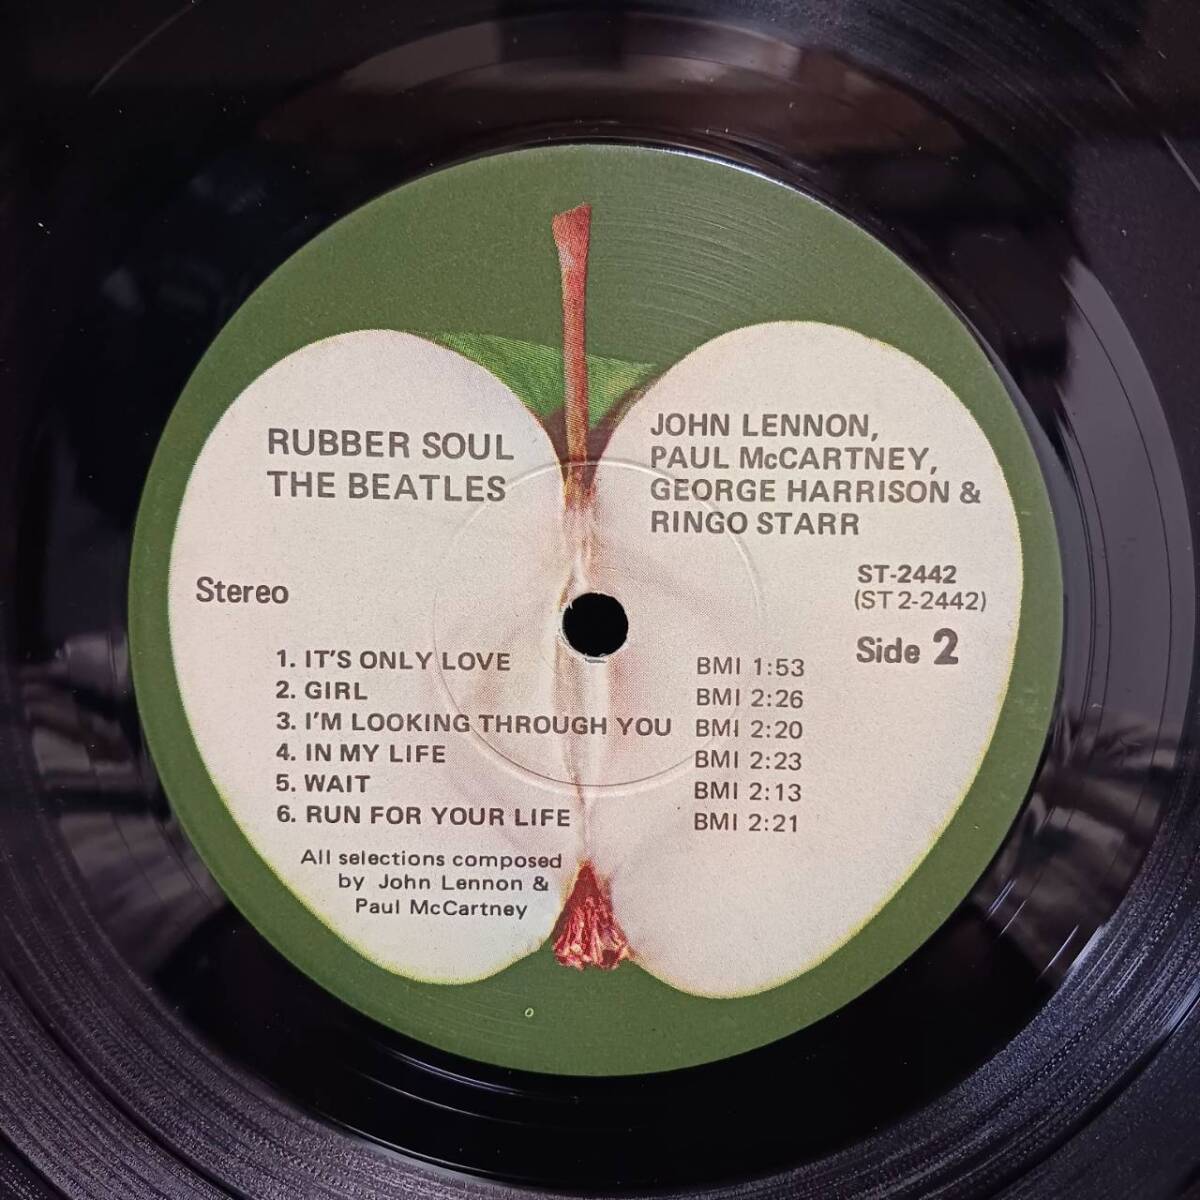 RUBBER SOUL
THE BEATLES
JOHN LENNON,
PAUL McCARTNEY,
GEORGE HARRISON &
RINGO STARR
Stereo
ST-2442
(ST 2-2442)
Side 2
1. IT'S ONLY LOVE BMI 1:53
2. GIRL BMI 2:26
3. I'M LOOKING THROUGH YOU BMI 2:20
4. IN MY LIFE BMI 2:23
5. WAIT BMI 2:13
6. RUN FOR YOUR LIFE BMI 2:21
All selections composed
by John Lennon &
Paul McCartney